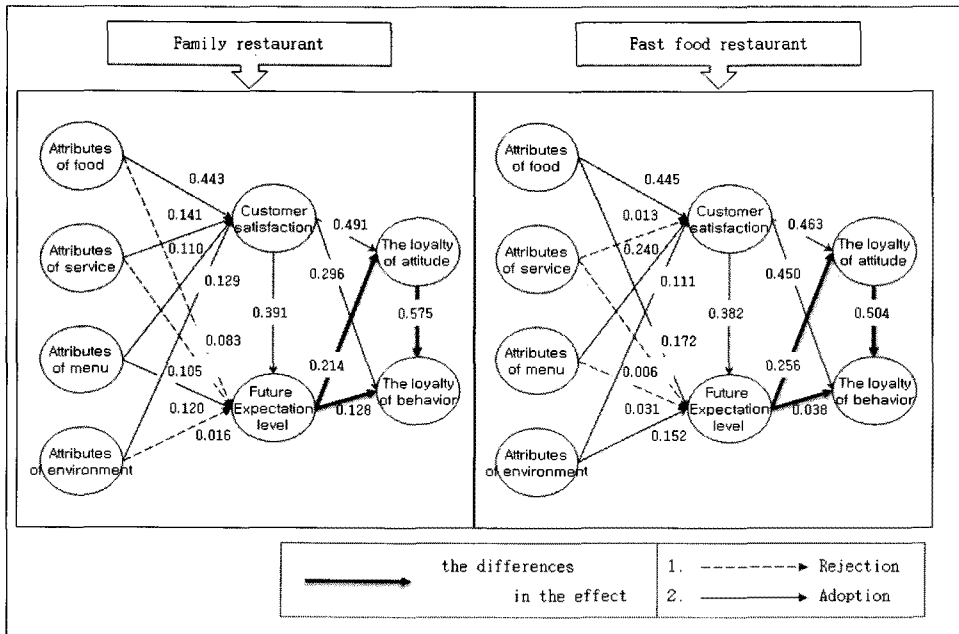 Family restaurant
Fast food restaurant
Attributes
of food
Attributes
of service
Attributes
of menu
Attributes
of environment
0.443
0.141
0.110
0.129
0.083
0.105
0.120
0.016
Customer
satisfaction
0.391
Future
Expectation
level
0.491
0.296
0.214
0.128
The loyalty
of attitude
0.575
The loyalty
of behavior
Attributes
of food
Attributes
of service
Attributes
of menu
Attributes
of environment
0.445
0.013
0.240
0.111
0.172
0.006
0.031
0.152
Customer
satisfaction
0.382
Future
Expectation
level
0.463
0.450
0.256
0.038
The loyalty
of attitude
0.504
The loyalty
of behavior
the differences
in the effect
1. Rejection
2. Adoption